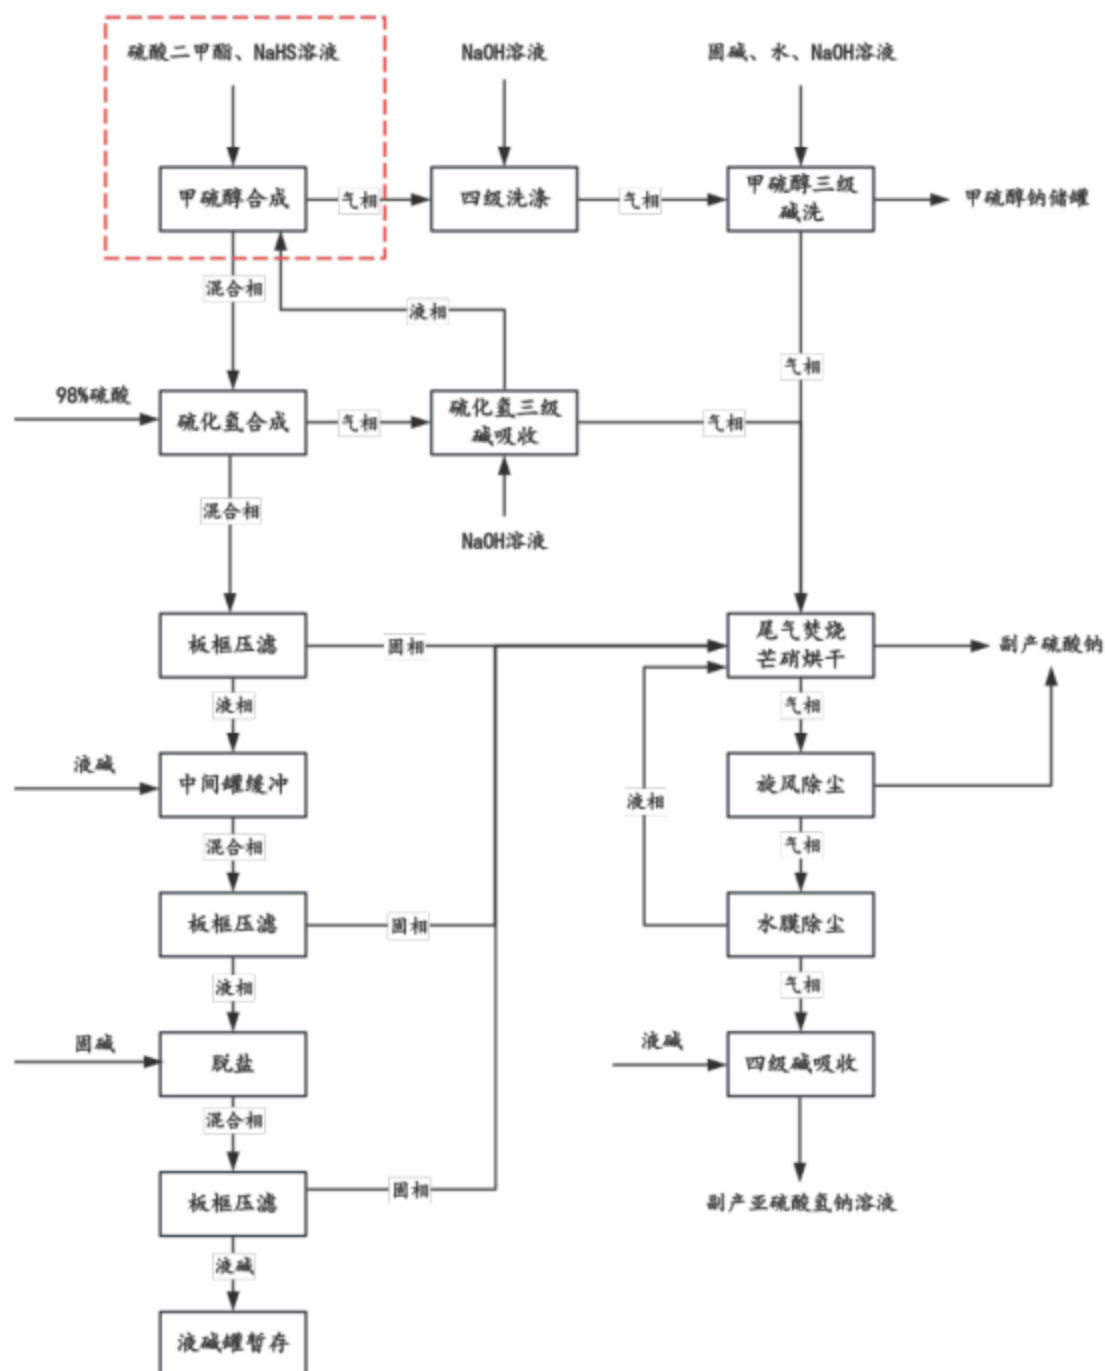 硫酸二甲酯、NaHS溶液
NaOH溶液
固碱、水、NaOH溶液
甲硫醇合成
气相
四级洗涤
气相
甲硫醇三级
碱洗
甲硫醇钠储罐
混合相
液相
气相
98%硫酸
硫化氢合成
气相
硫化氢三级
碱吸收
气相
混合相
NaOH溶液
板框压滤
固相
尾气焚烧
芒硝烘干
副产硫酸钠
液相
气相
液碱
中间罐缓冲
液相
旋风除尘
混合相
气相
板框压滤
固相
水膜除尘
液相
气相
固碱
脱盐
液碱
四级碱吸收
混合相
板框压滤
固相
副产亚硫酸氢钠溶液
液碱
液碱罐暂存